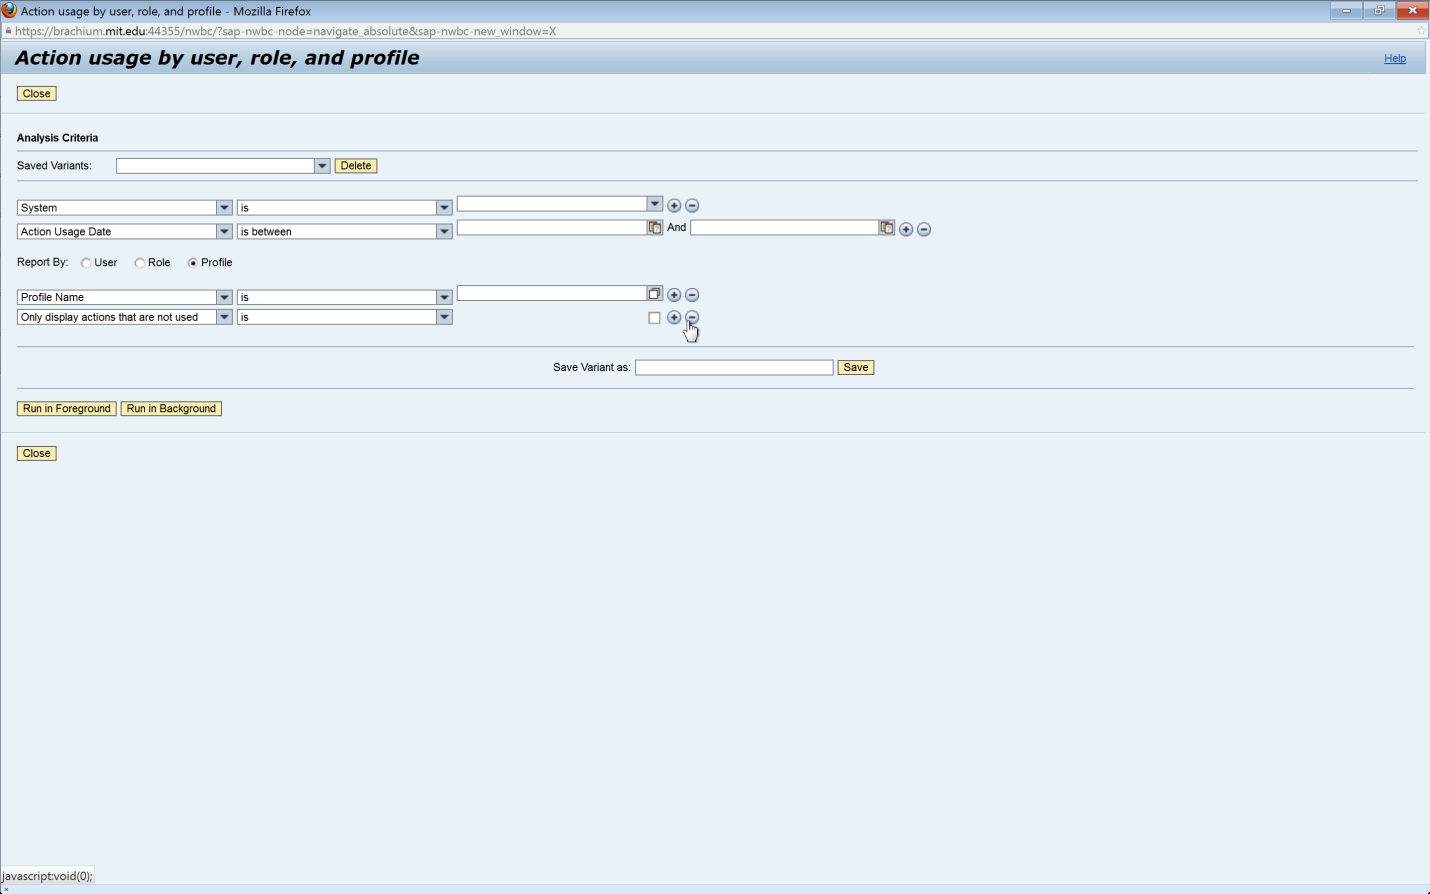 Action usage by user, role, and profile - Mozilla Firefox
https://brachium.mit.edu:44355/nwbc/?sap-nwbc-node=navigate_absolute&sap-nwbc-new_window=X
Action usage by user, role, and profile
Help
Close
Analysis Criteria
Saved Variants:
Delete
System is
Action Usage Date is between And
Report By: User Role Profile
Profile Name is
Only display actions that are not used is
Save Variant as: Save
Run in Foreground Run in Background
Close
javascript:void(0);